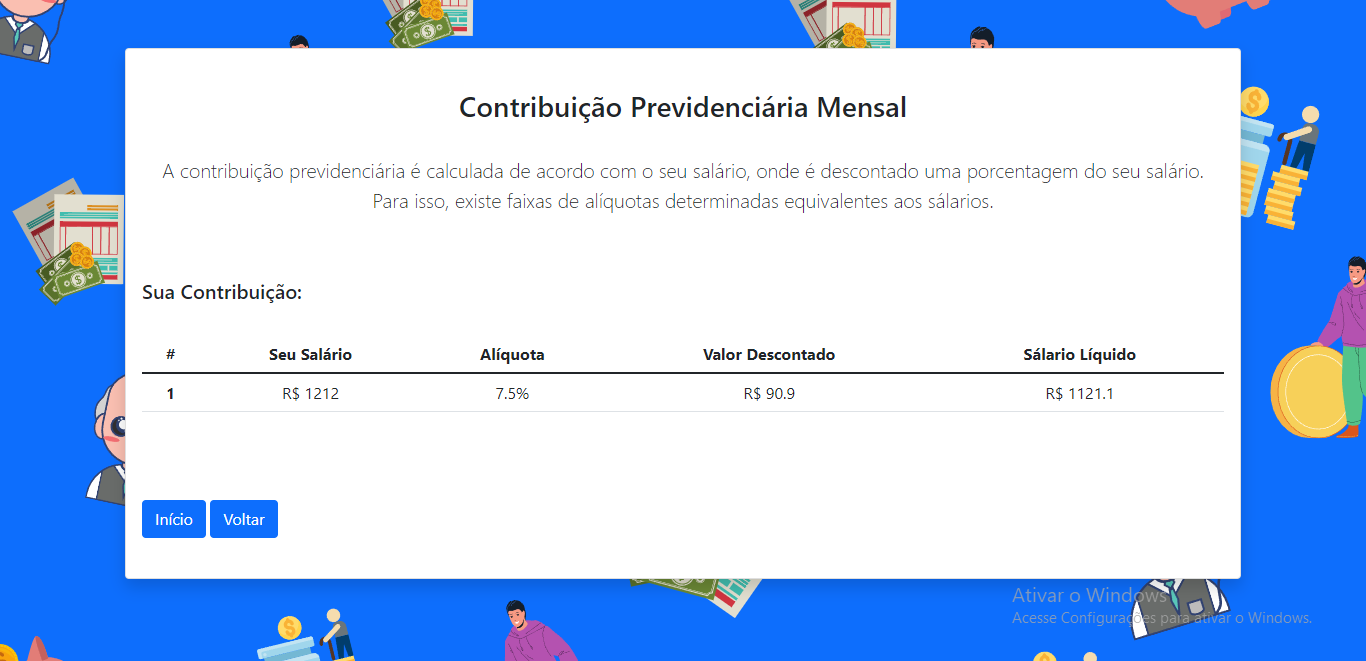 Contribuição Previdenciária Mensal
A contribuição previdenciária é calculada de acordo com o seu salário, onde é descontado uma porcentagem do seu salário.
Para isso, existe faixas de alíquotas determinadas equivalentes aos sálarios.
Sua Contribuição:
# Seu Salário Alíquota Valor Descontado Sálario Líquido
1 R$ 1212 7.5% R$ 90.9 R$ 1121.1
Início Voltar
Ativar o Windows
Acesse Configurações para ativar o Windows.